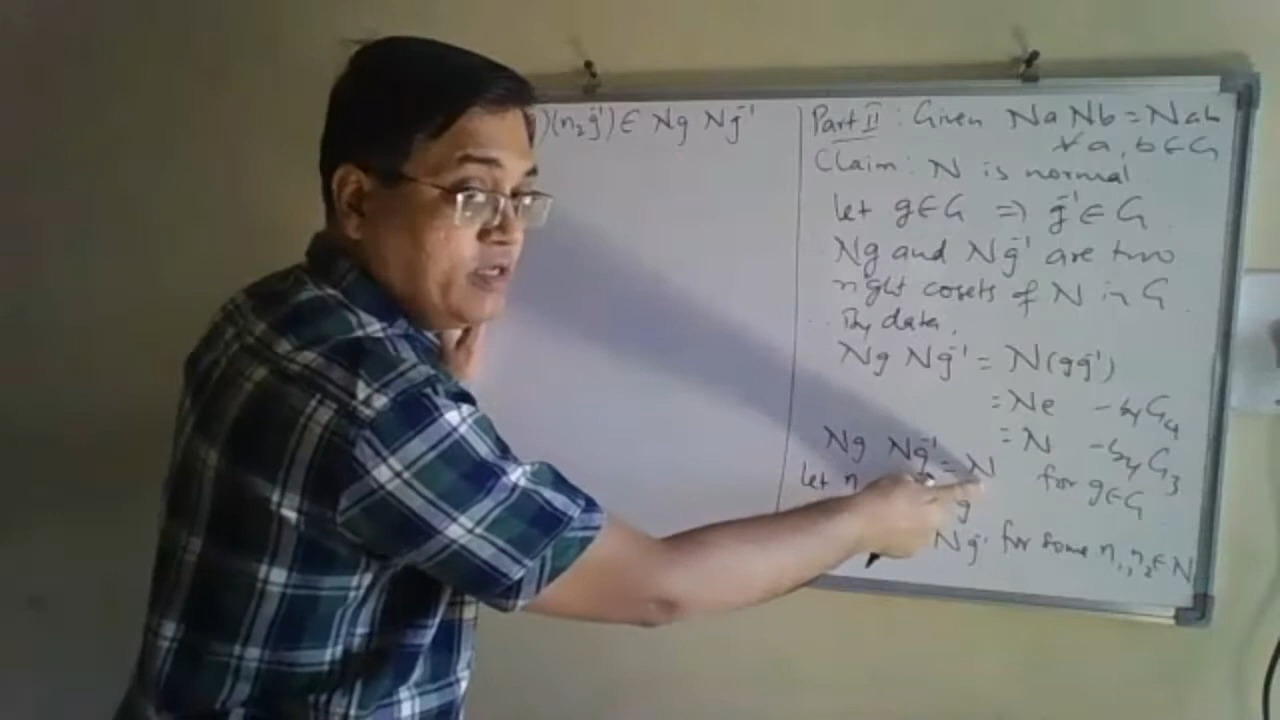 )(n₂g⁻¹) ∈ Ng Ng⁻¹
Part II : Given NaNb = Nab
∀ a, b ∈ G
Claim: N is normal
let g ∈ G ⇒ g⁻¹ ∈ G
Ng and Ng⁻¹ are two
right cosets of N in G
By data,
Ng Ng⁻¹ = N(gg⁻¹)
= Ne - by G₄
= N - by G₃
Ng Ng⁻¹ = N for g ∈ G
let n
g
Ng⁻¹ for some n₁, n₂ ∈ N